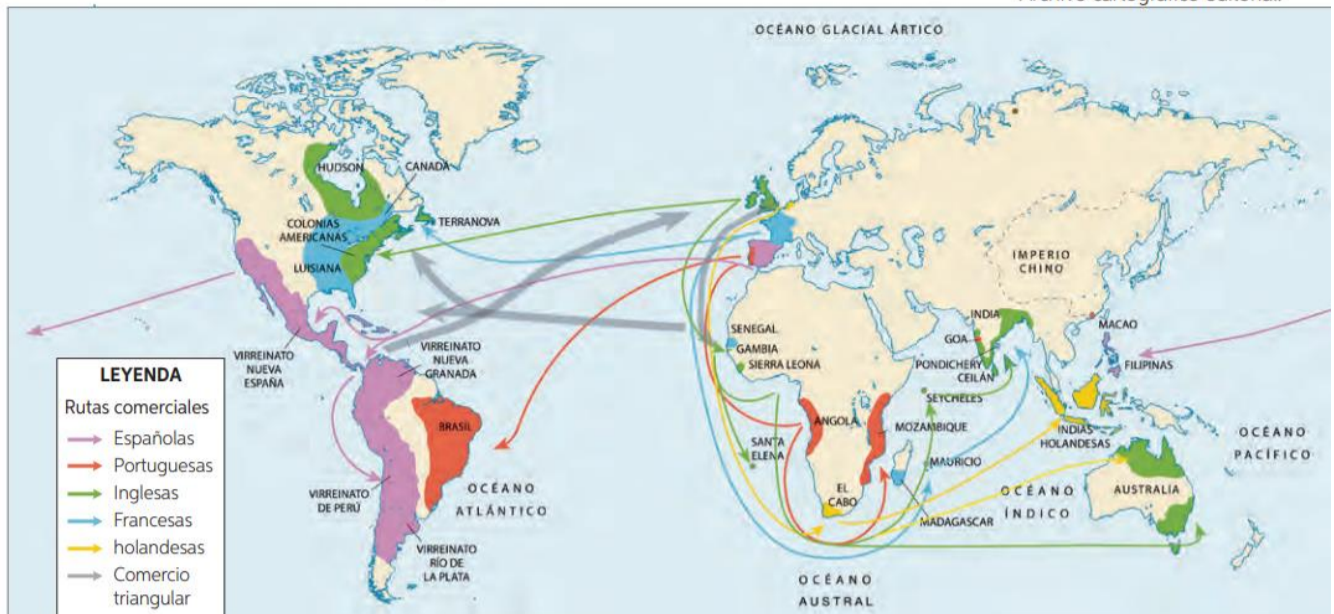 Archivo cartográfico editorial.
OCÉANO GLACIAL ÁRTICO
HUDSON
CANADÁ
COLONIAS
AMERICANAS
TERRANOVA
LUISIANA
IMPERIO
CHINO
VIRREINATO
NUEVA
ESPAÑA
VIRREINATO
NUEVA
GRANADA
SENEGAL
GAMBIA
SIERRA LEONA
INDIA
GOA
MACAO
PONDICHERY
CEILÁN
FILIPINAS
SEYCHELES
BRASIL
ANGOLA
MOZAMBIQUE
INDIAS
HOLANDESAS
SANTA
ELENA
MAURICIO
OCÉANO
PACÍFICO
VIRREINATO
DE PERÚ
OCÉANO
ATLÁNTICO
EL
CABO
MADAGASCAR
OCÉANO
ÍNDICO
AUSTRALIA
VIRREINATO
RÍO DE
LA PLATA
OCÉANO
AUSTRAL
LEYENDA
Rutas comerciales
Españolas
Portuguesas
Inglesas
Francesas
holandesas
Comercio
triangular